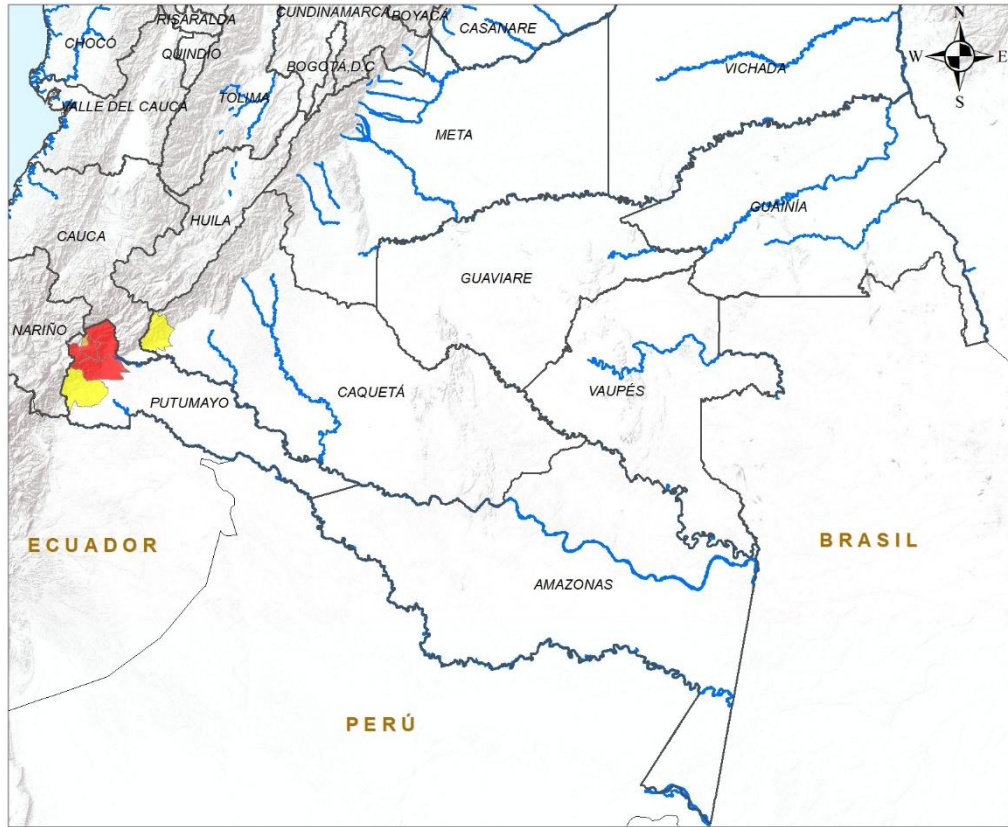 CUNDINAMARCA
BOYACÁ
RISARALDA
CASANARE
N
CHOCÓ
QUINDÍO
BOGOTÁ,D.C
W
E
VICHADA
TOLIMA
VALLE DEL CAUCA
S
META
GUAINÍA
HUILA
CAUCA
GUAVIARE
NARIÑO
CAQUETÁ
VAUPÉS
PUTUMAYO
ECUADOR
BRASIL
AMAZONAS
PERÚ